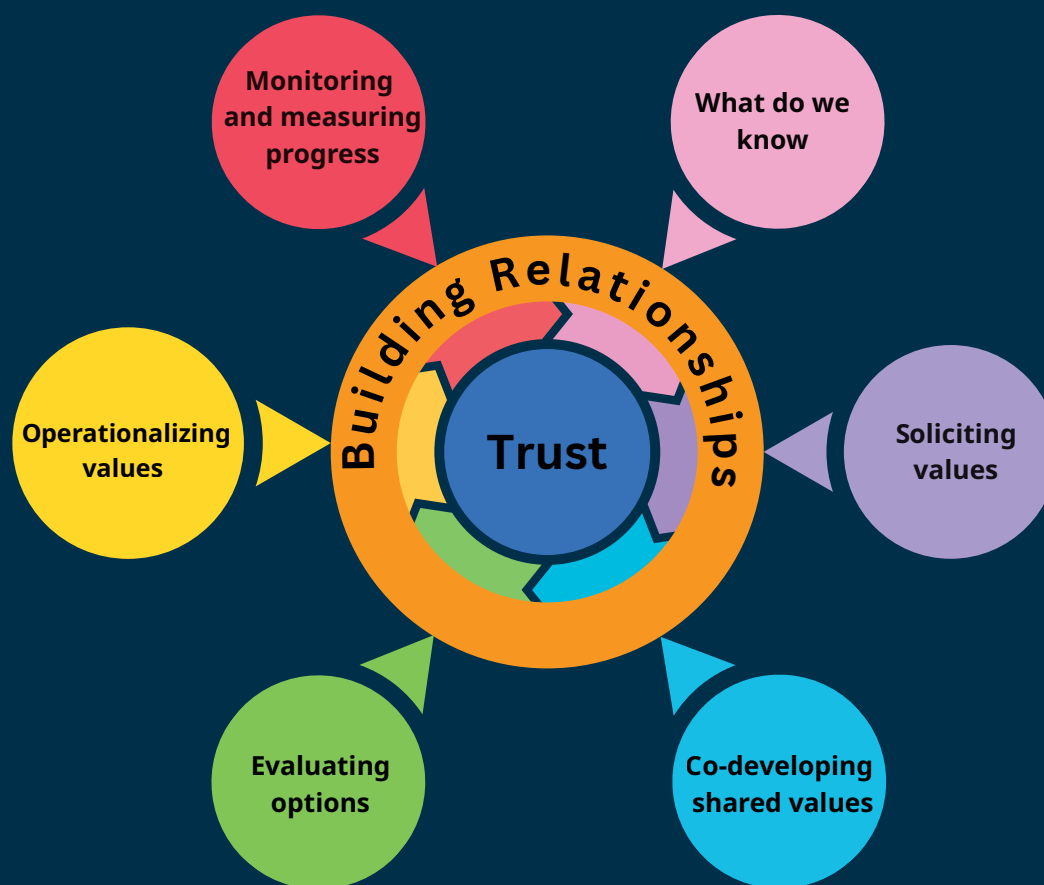 Monitoring
and measuring
progress
What do we
know
Building Relationships
Operationalizing
values
Trust
Soliciting
values
Evaluating
options
Co-developing
shared values